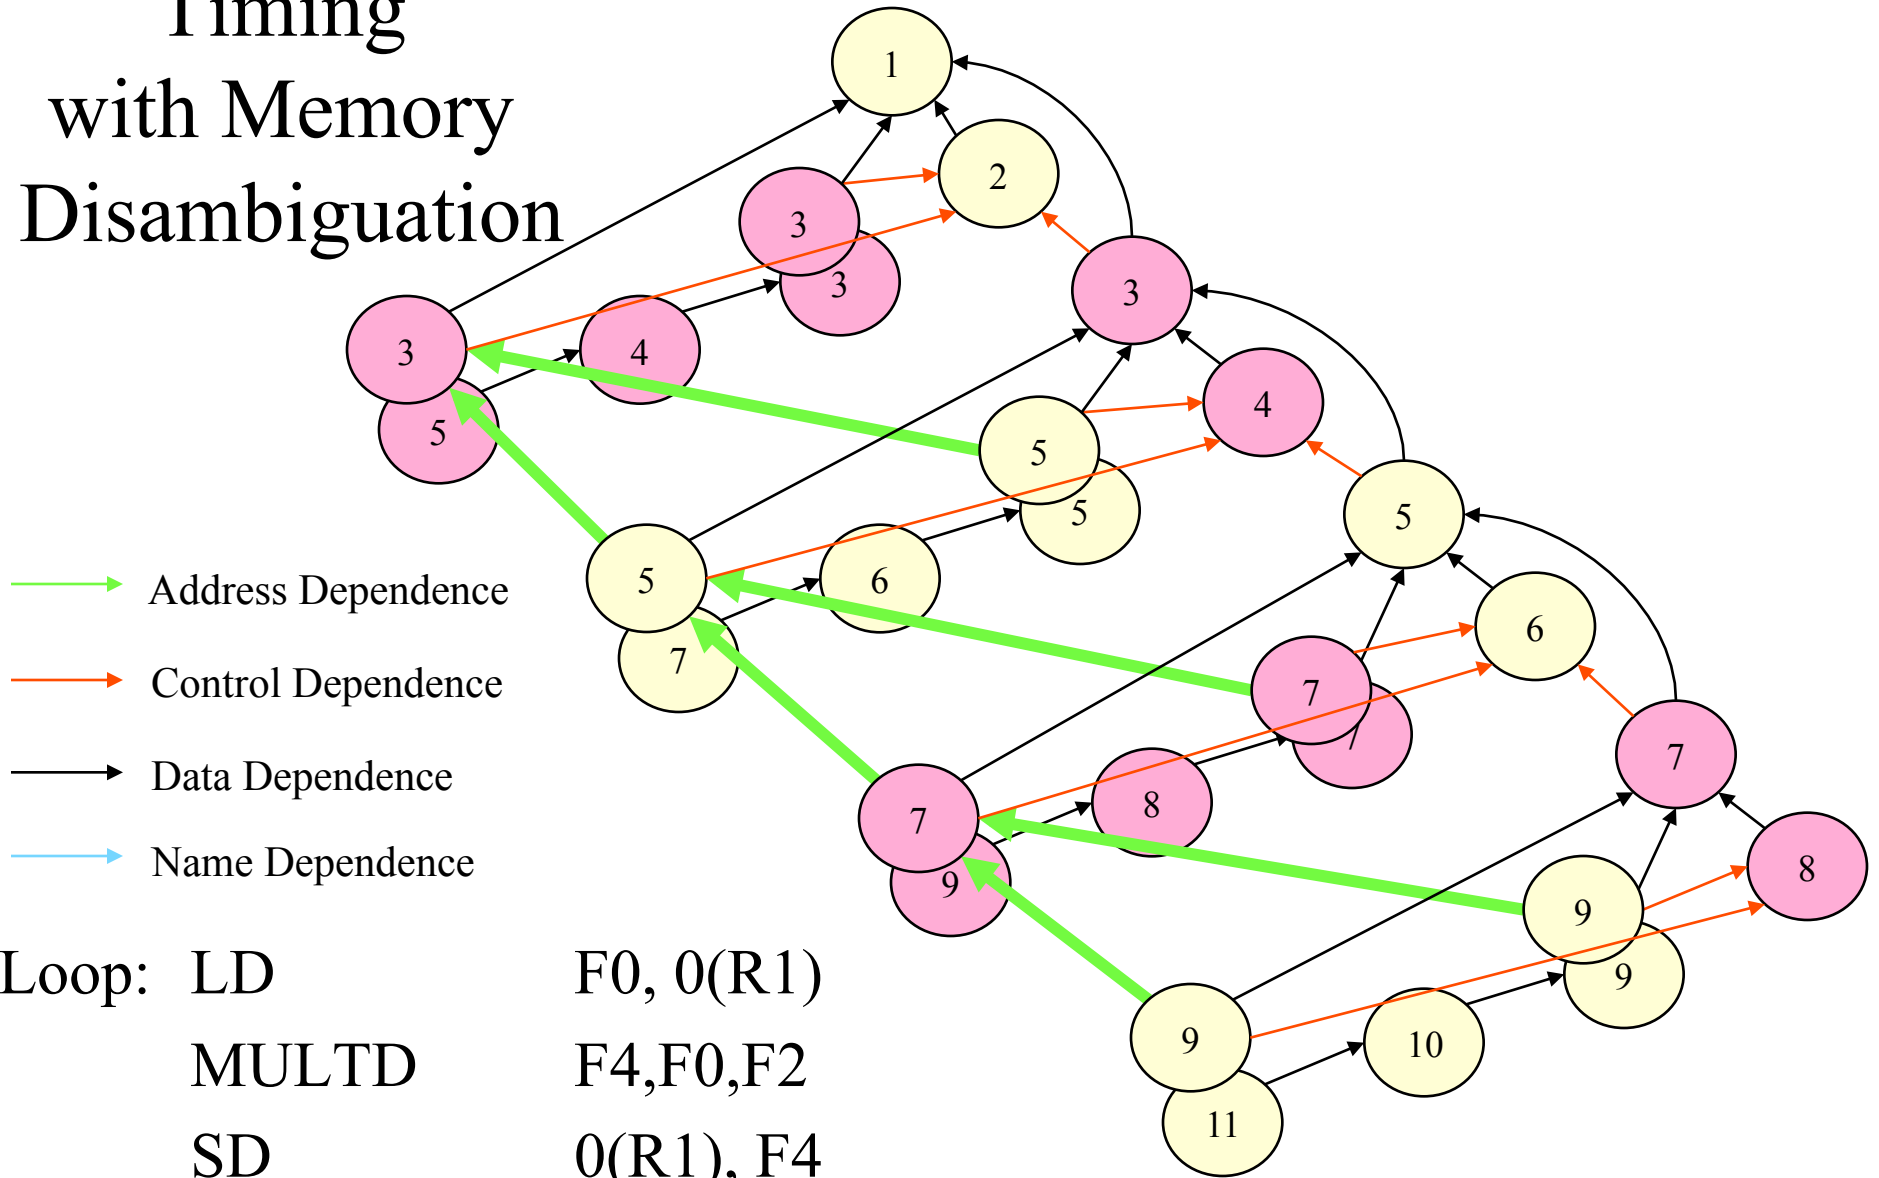 Timing
with Memory
Disambiguation
1
2
3
3
3
3
4
5
4
5
5
5
6
7
5
6
7
7
7
8
9
7
8
9
9
9
10
11
Address Dependence
Control Dependence
Data Dependence
Name Dependence
Loop: LD F0, 0(R1)
MULTD F4,F0,F2
SD 0(R1), F4